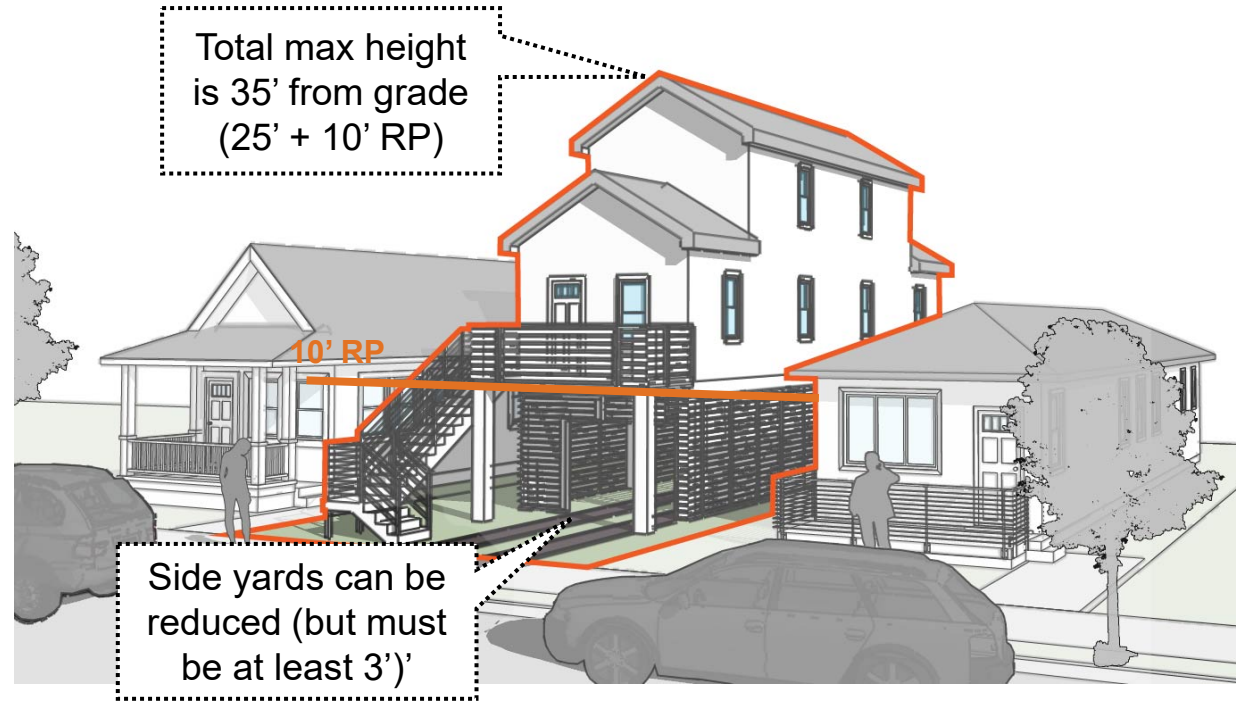 Total max height
is 35’ from grade
(25’ + 10’ RP)
10’ RP
Side yards can be
reduced (but must
be at least 3’)’